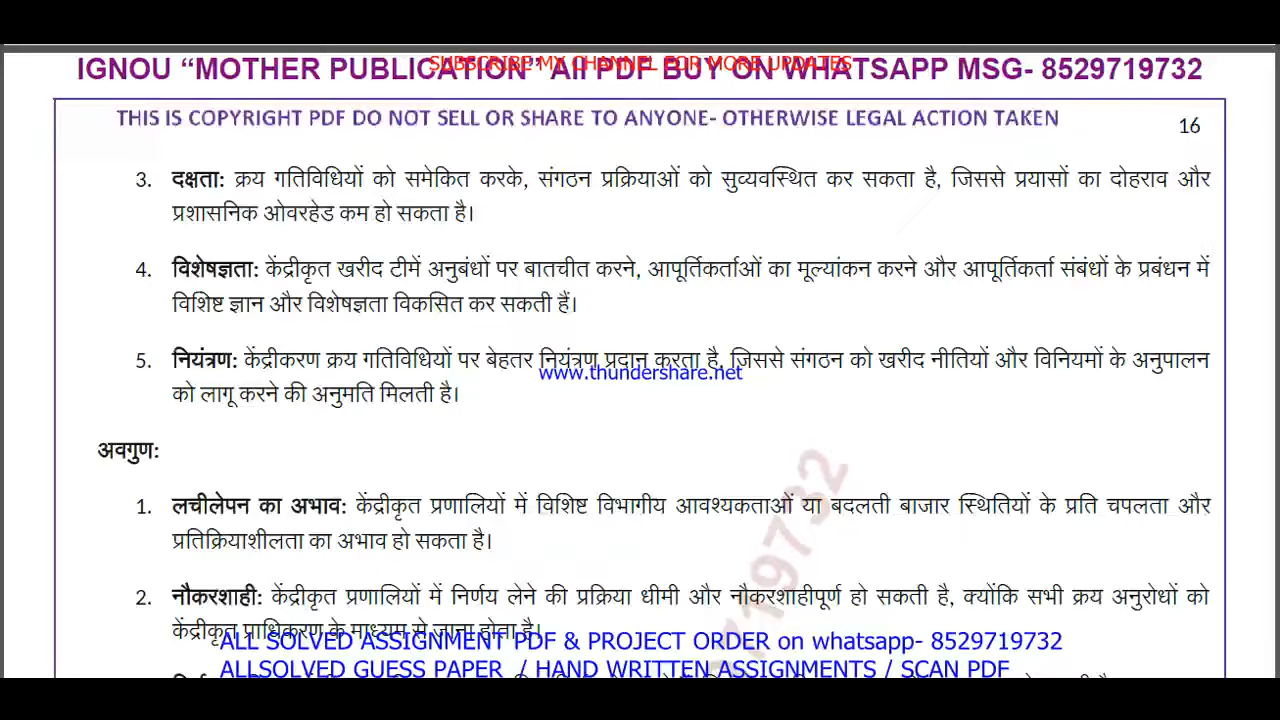 SUBSCRIBE MY CHANNEL FOR MORE UPDATES
IGNOU “MOTHER PUBLICATION” All PDF BUY ON WHATSAPP MSG- 8529719732
THIS IS COPYRIGHT PDF DO NOT SELL OR SHARE TO ANYONE- OTHERWISE LEGAL ACTION TAKEN
16
3. दक्षता: क्रय गतिविधियों को समेकित करके, संगठन प्रक्रियाओं को सुव्यवस्थित कर सकता है, जिससे प्रयासों का दोहराव और
प्रशासनिक ओवरहेड कम हो सकता है।
4. विशेषज्ञता: केंद्रीकृत खरीद टीमें अनुबंधों पर बातचीत करने, आपूर्तिकर्ताओं का मूल्यांकन करने और आपूर्तिकर्ता संबंधों के प्रबंधन में
विशिष्ट ज्ञान और विशेषज्ञता विकसित कर सकती हैं।
5. नियंत्रण: केंद्रीकरण क्रय गतिविधियों पर बेहतर नियंत्रण प्रदान करता है, जिससे संगठन को खरीद नीतियों और विनियमों के अनुपालन
www.thundershare.net
को लागू करने की अनुमति मिलती है।
अवगुण:
1. लचीलेपन का अभाव: केंद्रीकृत प्रणालियों में विशिष्ट विभागीय आवश्यकताओं या बदलती बाजार स्थितियों के प्रति चपलता और
प्रतिक्रियाशीलता का अभाव हो सकता है।
2. नौकरशाही: केंद्रीकृत प्रणालियों में निर्णय लेने की प्रक्रिया धीमी और नौकरशाहीपूर्ण हो सकती है, क्योंकि सभी क्रय अनुरोधों को
केंद्रीकृत प्राधिकरण के माध्यम से जाना होता है।
ALL SOLVED ASSIGNMENT PDF & PROJECT ORDER on whatsapp- 8529719732
ALLSOLVED GUESS PAPER / HAND WRITTEN ASSIGNMENTS / SCAN PDF